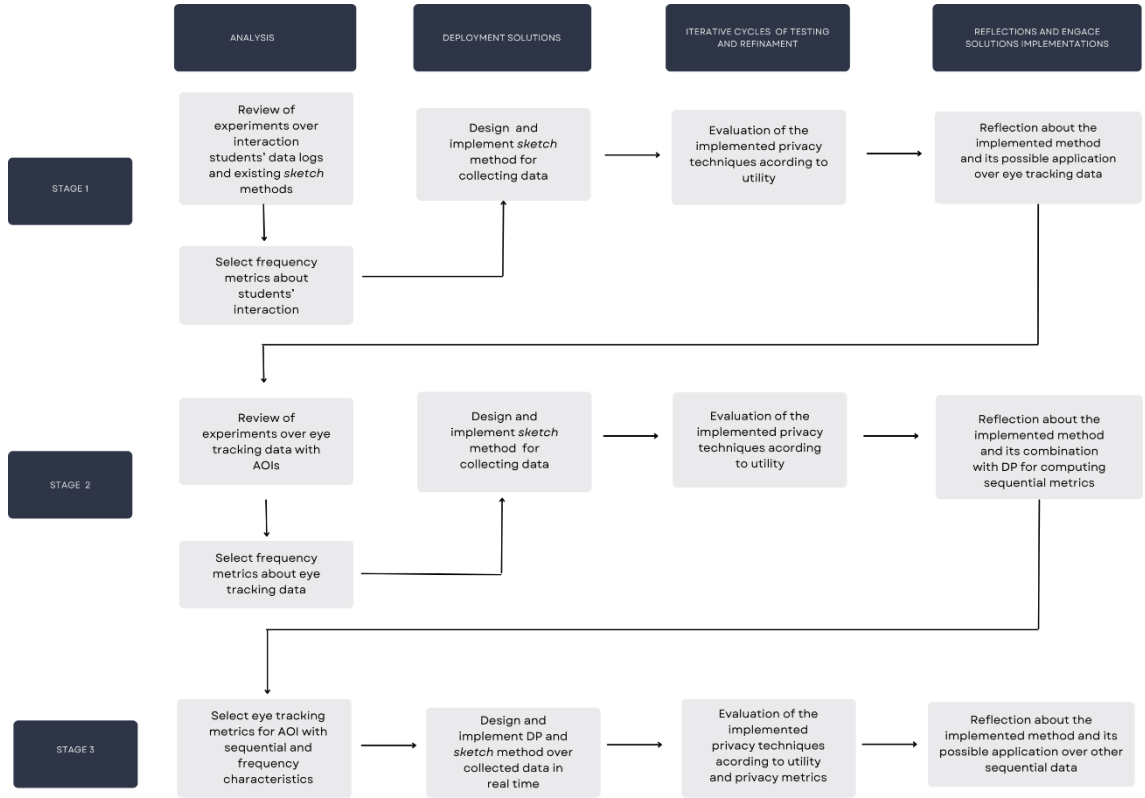 ANALYSIS
DEPLOYMENT SOLUTIONS
ITERATIVE CYCLES OF TESTING
AND REFINAMENT
REFLECTIONS AND ENGACE
SOLUTIONS IMPLEMENTATIONS
STAGE 1
Review of
experiments over
interaction
students' data logs
and existing sketch
methods
Select frequency
metrics about
students'
interaction
Design and
implement sketch
method for
collecting data
Evaluation of the
implemented privacy
techniques acording to
utility
Reflection about the
implemented method
and its possible application
over eye tracking data
STAGE 2
Review of
experiments over eye
tracking data with
AOIs
Select frequency
metrics about eye
tracking data
Design and
implement sketch
method for
collecting data
Evaluation of the
implemented privacy
techniques acording
to utility
Reflection about the
implemented method
and its combination
with DP for computing
sequential metrics
STAGE 3
Select eye tracking
metrics for AOI with
sequential and
frequency
characteristics
Design and
implement DP and
sketch method over
collected data in
real time
Evaluation of the
implemented
privacy techniques
acording to utility
and privacy metrics
Reflection about the
implemented method and its
possible application over other
sequential data